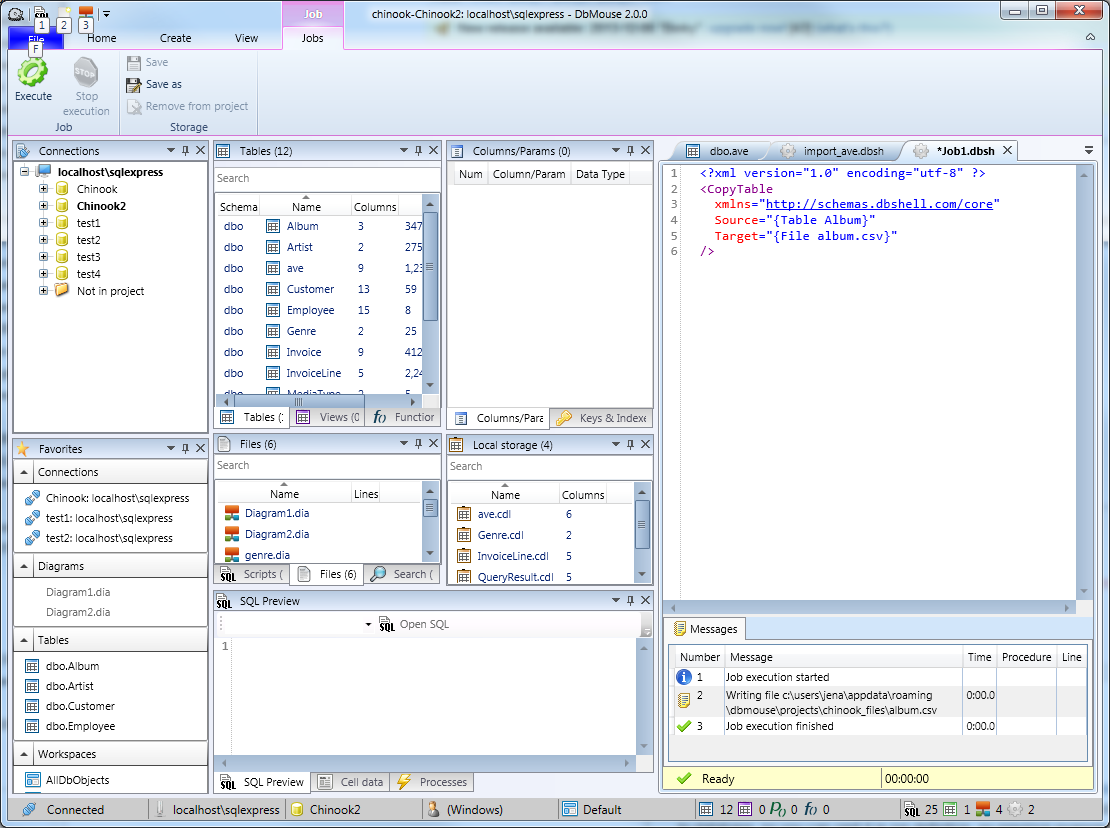 Job
chinook-Chinook2: localhost\sqlexpress - DbMouse 2.0.0
SQL
1
2
3
File
F
Home
Create
View
Jobs
Execute
STOP
Stop execution
Job
Save
Save as
Remove from project
Storage
Connections
localhost\sqlexpress
Chinook
Chinook2
test1
test2
test3
test4
Not in project
Favorites
Connections
Chinook: localhost\sqlexpress
test1: localhost\sqlexpress
test2: localhost\sqlexpress
Diagrams
Diagram1.dia
Diagram2.dia
Tables
dbo.Album
dbo.Artist
dbo.Customer
dbo.Employee
Workspaces
AllDbObjects
Tables (12)
Search
Schema Name Columns
dbo Album 3 347
dbo Artist 2 275
dbo ave 9 1,23
dbo Customer 13 59
dbo Employee 15 8
dbo Genre 2 25
dbo Invoice 9 412
dbo InvoiceLine 5 2,24
dbo MediaType 2 5
Tables (: Views (0 f() Function
Columns/Params (0)
Search
Num Column/Param Data Type
Columns/Para Keys & Indexe
Files (6)
Search
Name Lines
Diagram1.dia
Diagram2.dia
genre.dia
SQL Scripts ( Files (6) Search (
Local storage (4)
Search
Name Columns
ave.cdl 6
Genre.cdl 2
InvoiceLine.cdl 5
QueryResult.cdl 5
SQL SQL Preview
SQL Open SQL
1
SQL SQL Preview Cell data Processes
dbo.ave import_ave.dbsh *Job1.dbsh
1 <?xml version="1.0" encoding="utf-8" ?>
2 <CopyTable
3 xmlns="http://schemas.dbshell.com/core"
4 Source="{Table Album}"
5 Target="{File album.csv}"
6 />
Messages
Number Message Time Procedure Line
1 Job execution started
2 Writing file c:\users\jena\appdata\roaming
\dbmouse\projects\chinook_files\album.csv 0:00.0
3 Job execution finished 0:00.0
Ready 00:00:00
Connected localhost\sqlexpress Chinook2 (Windows) Default 12 0 P() 0 f() 0 SQL 25 1 4 2